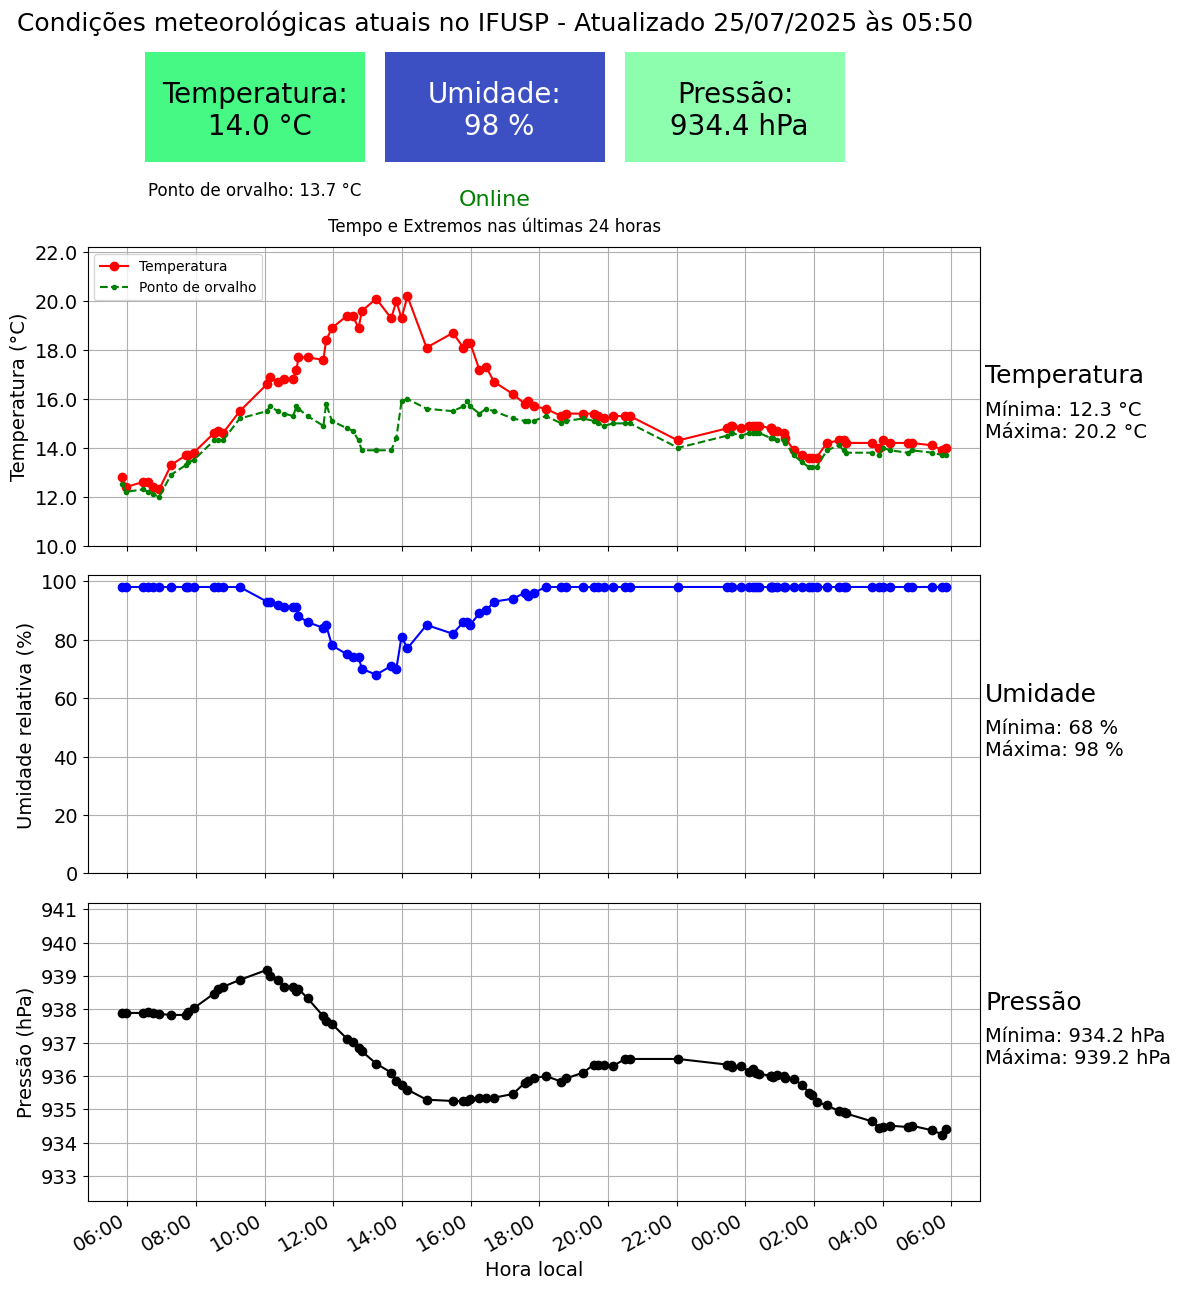 Condições meteorológicas atuais no IFUSP - Atualizado 25/07/2025 às 05:50
Temperatura:
14.0 °C
Umidade:
98 %
Pressão:
934.4 hPa
Ponto de orvalho: 13.7 °C
Online
Tempo e Extremos nas últimas 24 horas
Temperatura (°C)
22.0
20.0
18.0
16.0
14.0
12.0
10.0
Temperatura
Ponto de orvalho
Temperatura
Mínima: 12.3 °C
Máxima: 20.2 °C
Umidade relativa (%)
100
80
60
40
20
0
Umidade
Mínima: 68 %
Máxima: 98 %
Pressão (hPa)
941
940
939
938
937
936
935
934
933
Pressão
Mínima: 934.2 hPa
Máxima: 939.2 hPa
06:00 08:00 10:00 12:00 14:00 16:00 18:00 20:00 22:00 00:00 02:00 04:00 06:00
Hora local